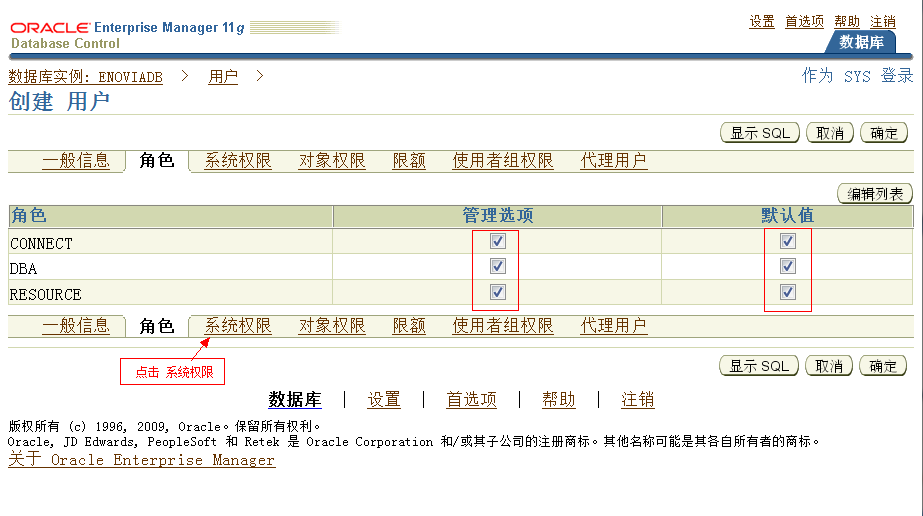 ORACLE Enterprise Manager 11g
Database Control
设置 首选项 帮助 注销
数据库
数据库实例: ENOVIADB > 用户 >
作为 SYS 登录
创建 用户
显示 SQL 取消 确定
一般信息 角色 系统权限 对象权限 限额 使用者组权限 代理用户
编辑列表
角色 管理选项 默认值
CONNECT
DBA
RESOURCE
一般信息 角色 系统权限 对象权限 限额 使用者组权限 代理用户
点击 系统权限
显示 SQL 取消 确定
数据库 | 设置 | 首选项 | 帮助 | 注销
版权所有 (c) 1996, 2009, Oracle。保留所有权利。
Oracle, JD Edwards, PeopleSoft 和 Retek 是 Oracle Corporation 和/或其子公司的注册商标。其他名称可能是其各自所有者的商标。
关于 Oracle Enterprise Manager